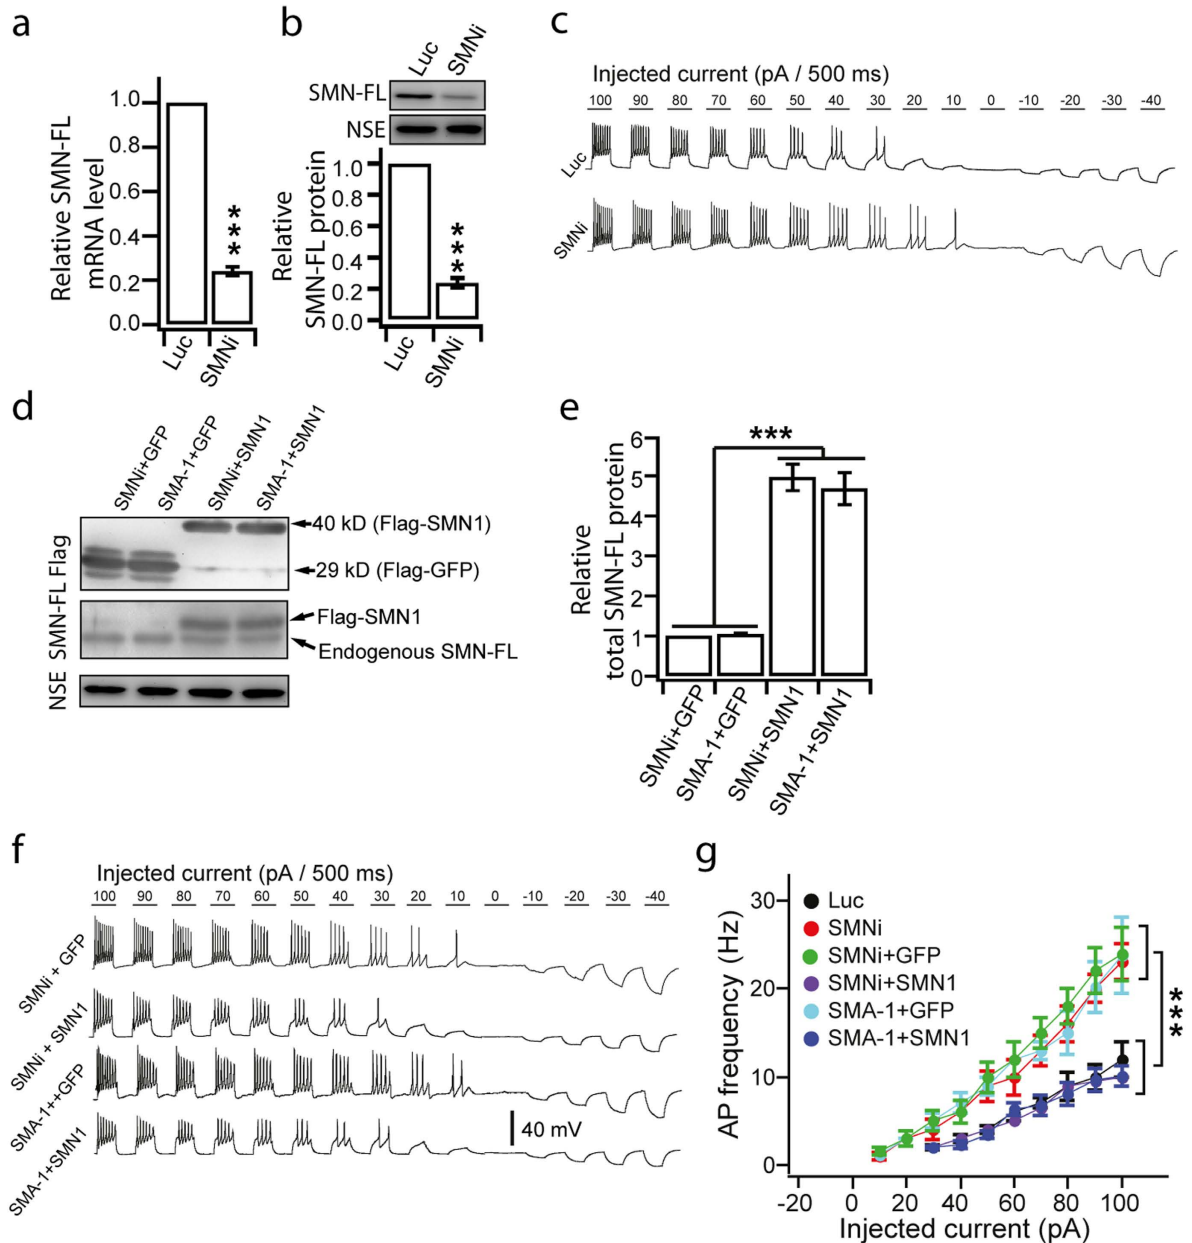 a
Relative SMN-FL
mRNA level
1.0
0.8
0.6
0.4
0.2
0.0
***
Luc
SMNi
b
Luc
SMNi
SMN-FL
NSE
Relative
SMN-FL protein
1.0
0.8
0.6
0.4
0.2
0.0
***
Luc
SMNi
c
Injected current (pA / 500 ms)
100 90 80 70 60 50 40 30 20 10 0 -10 -20 -30 -40
Luc
SMNi
d
SMNi+GFP
SMA-1+GFP
SMNi+SMN1
SMA-1+SMN1
NSE SMN-FL Flag
40 kD (Flag-SMN1)
29 kD (Flag-GFP)
Flag-SMN1
Endogenous SMN-FL
e
Relative
total SMN-FL protein
6
5
4
3
2
1
0
***
SMNi+GFP
SMA-1+GFP
SMNi+SMN1
SMA-1+SMN1
f
Injected current (pA / 500 ms)
100 90 80 70 60 50 40 30 20 10 0 -10 -20 -30 -40
SMNi + GFP
SMNi + SMN1
SMA-1++GFP
SMA-1+SMN1
40 mV
g
AP frequency (Hz)
30
20
10
0
Luc
SMNi
SMNi+GFP
SMNi+SMN1
SMA-1+GFP
SMA-1+SMN1
***
-20 0 20 40 60 80 100
Injected current (pA)